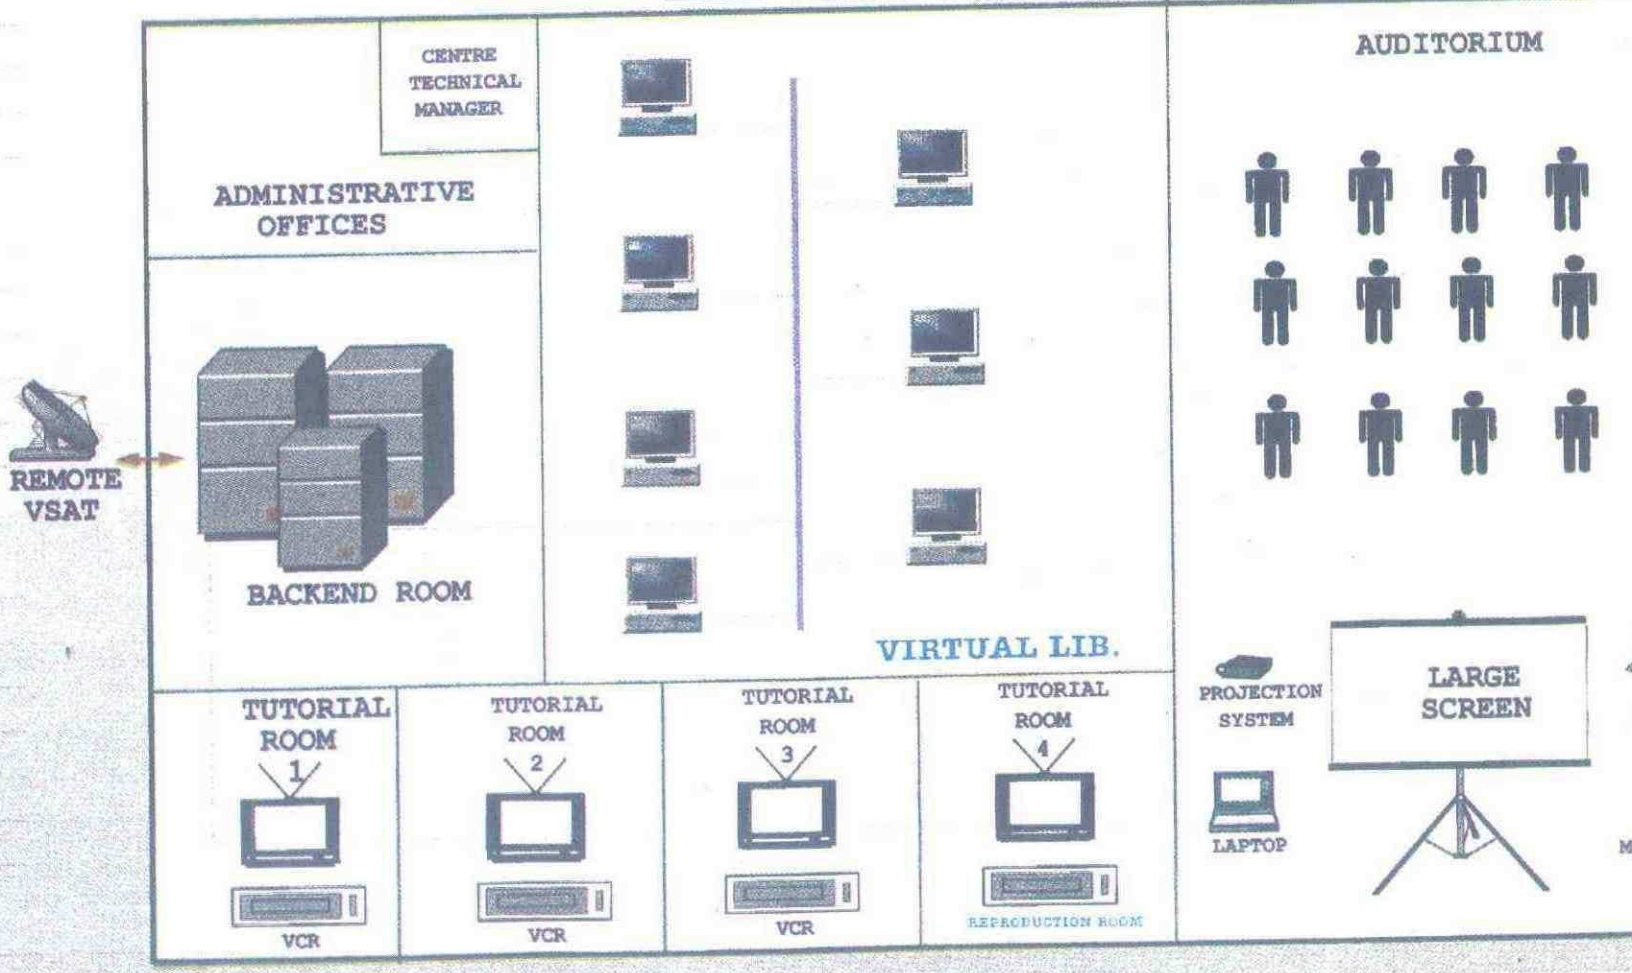 CENTRE
TECHNICAL
MANAGER
ADMINISTRATIVE
OFFICES
REMOTE
VSAT
BACKEND ROOM
VIRTUAL LIB.
AUDITORIUM
TUTORIAL
ROOM
1
VCR
TUTORIAL
ROOM
2
VCR
TUTORIAL
ROOM
3
VCR
TUTORIAL
ROOM
4
REPRODUCTION ROOM
PROJECTION
SYSTEM
LAPTOP
LARGE
SCREEN
M